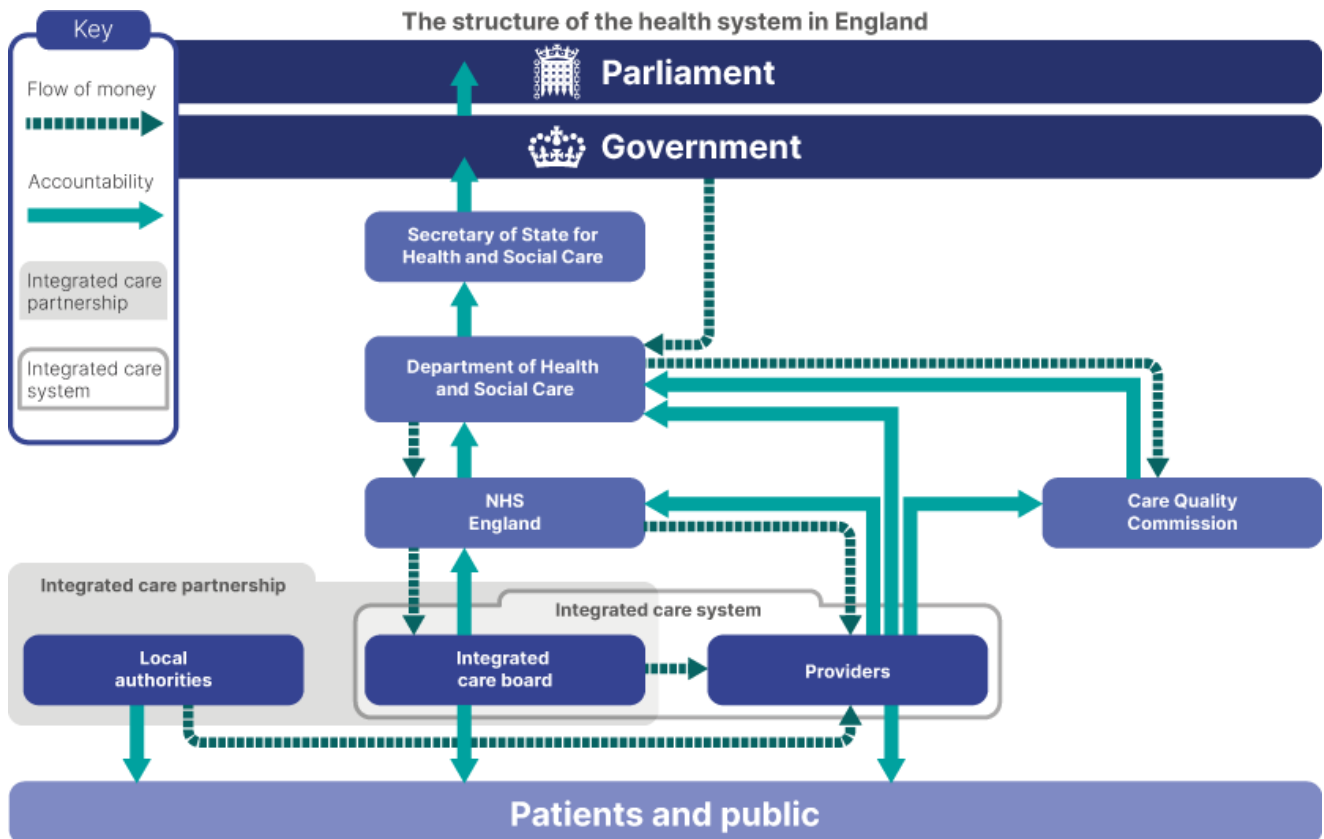 The structure of the health system in England
Key
Flow of money
Accountability
Integrated care
partnership
Integrated care
system
Parliament
Government
Secretary of State for
Health and Social Care
Department of Health
and Social Care
NHS
England
Care Quality
Commission
Integrated care partnership
Integrated care system
Local
authorities
Integrated
care board
Providers
Patients and public